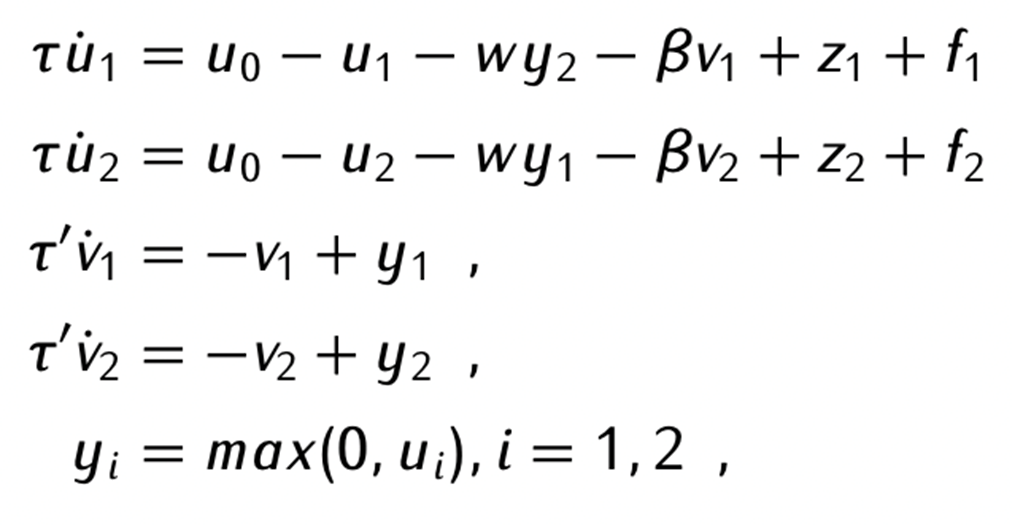 τu̇₁ = u₀ − u₁ − wy₂ − βv₁ + z₁ + f₁
τu̇₂ = u₀ − u₂ − wy₁ − βv₂ + z₂ + f₂
τ′v̇₁ = −v₁ + y₁ ,
τ′v̇₂ = −v₂ + y₂ ,
yᵢ = max(0, uᵢ), i = 1, 2 ,